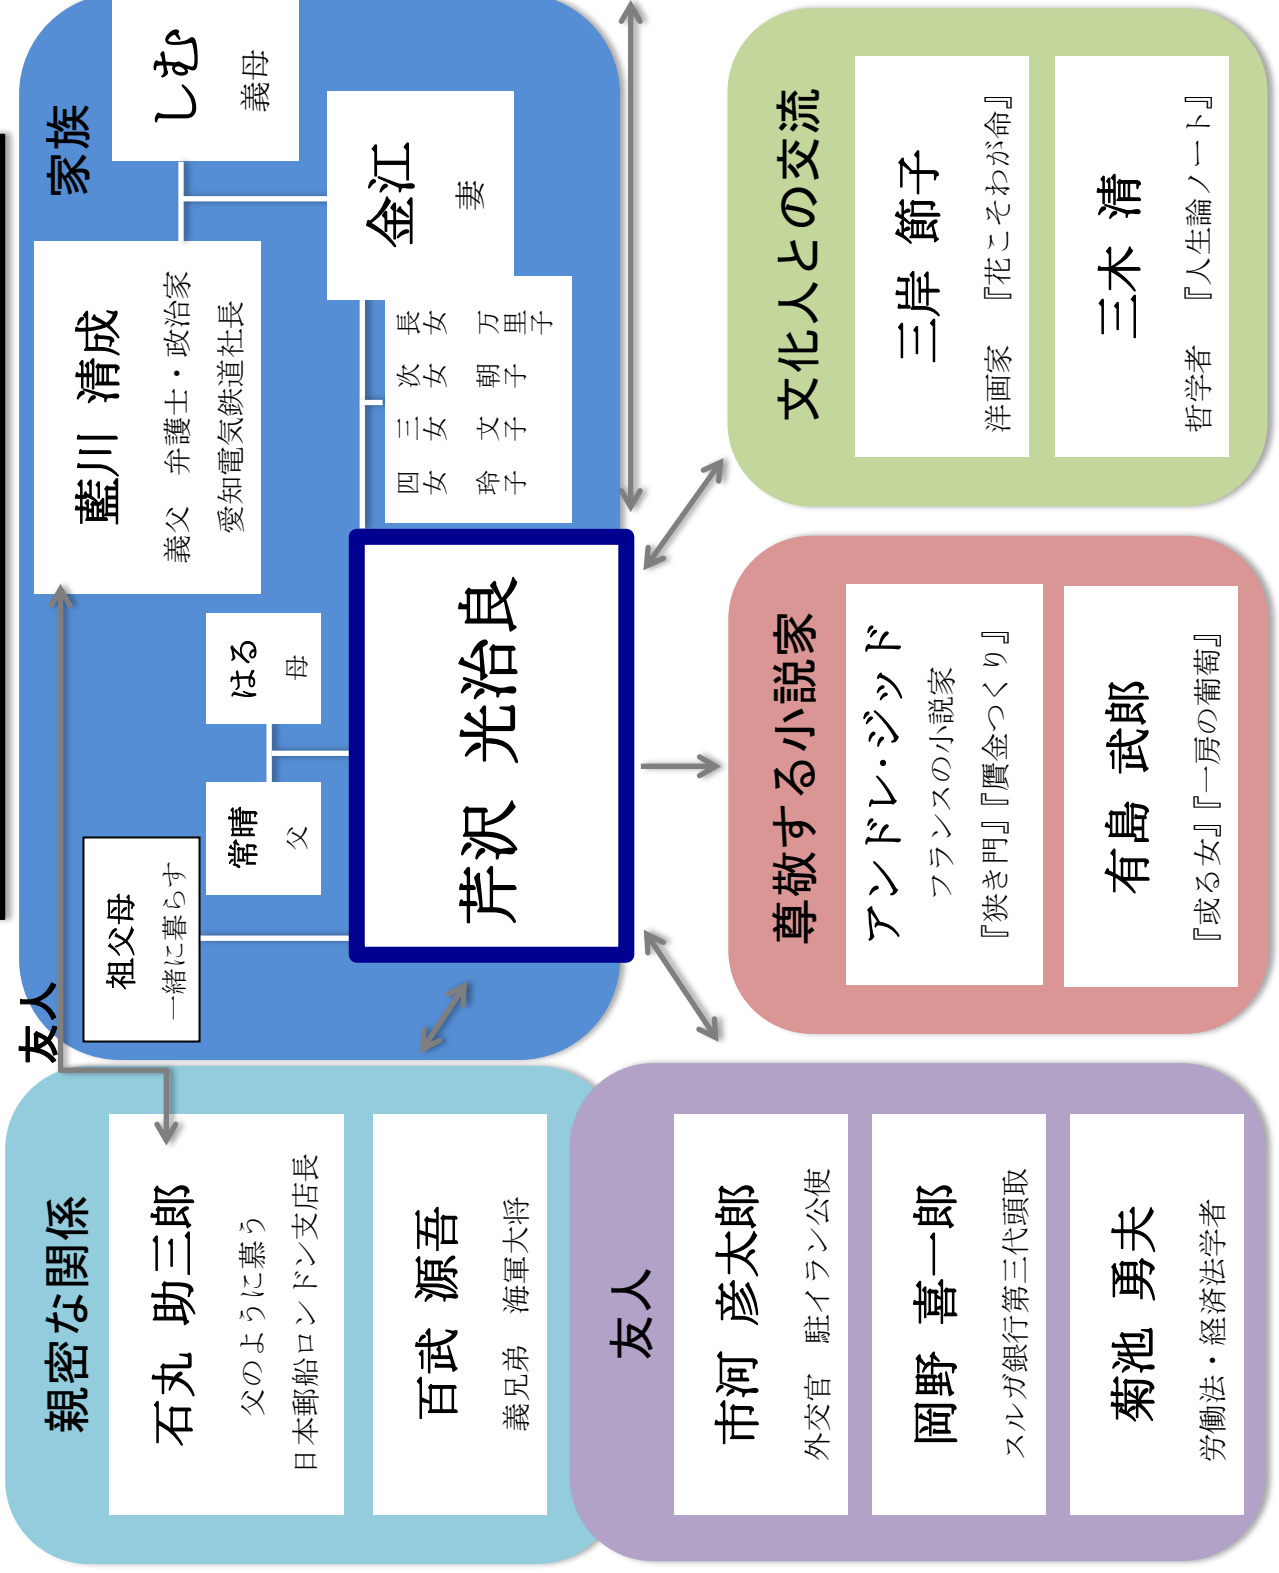 友人
親密な関係
石丸 助三郎
父のように慕う
日本郵船ロンドン支店長
百武 源吾
義兄弟 海軍大将
友人
市河 彦太郎
外交官 駐イラン公使
岡野 喜一郎
スルガ銀行第三代頭取
菊池 勇夫
労働法・経済法学者
家族
祖父母
一緒に暮らす
常晴
父
はる
母
藍川 清成
義父 弁護士・政治家
愛知電気鉄道社長
しむ
義母
金江
妻
長女 万里子
次女 朝子
三女 文子
四女 玲子
芹沢 光治良
尊敬する小説家
アンドレ・ジッド
フランスの小説家
『狭き門』『贋金つくり』
有島 武郎
『或る女』『一房の葡萄』
文化人との交流
三岸 節子
洋画家 『花こそわが命』
三木 清
哲学者 『人生論ノート』